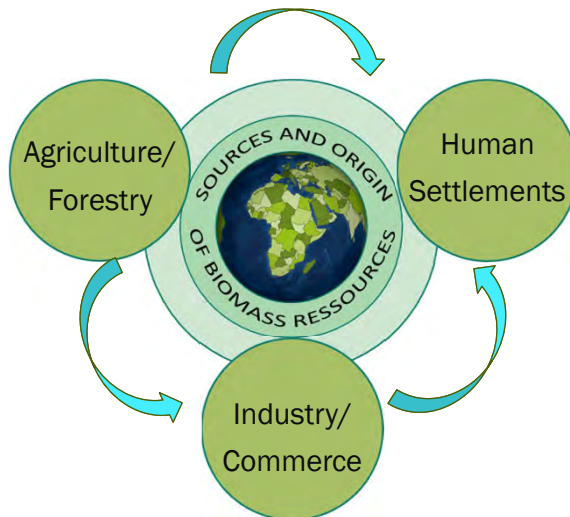 SOURCES AND ORIGIN
OF BIOMASS RESSOURCES
Agriculture/
Forestry
Human
Settlements
Industry/
Commerce